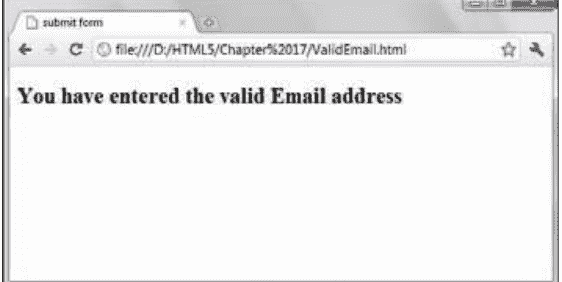 submit form
file:///D:/HTML5/Chapter%2017/ValidEmail.html
You have entered the valid Email address